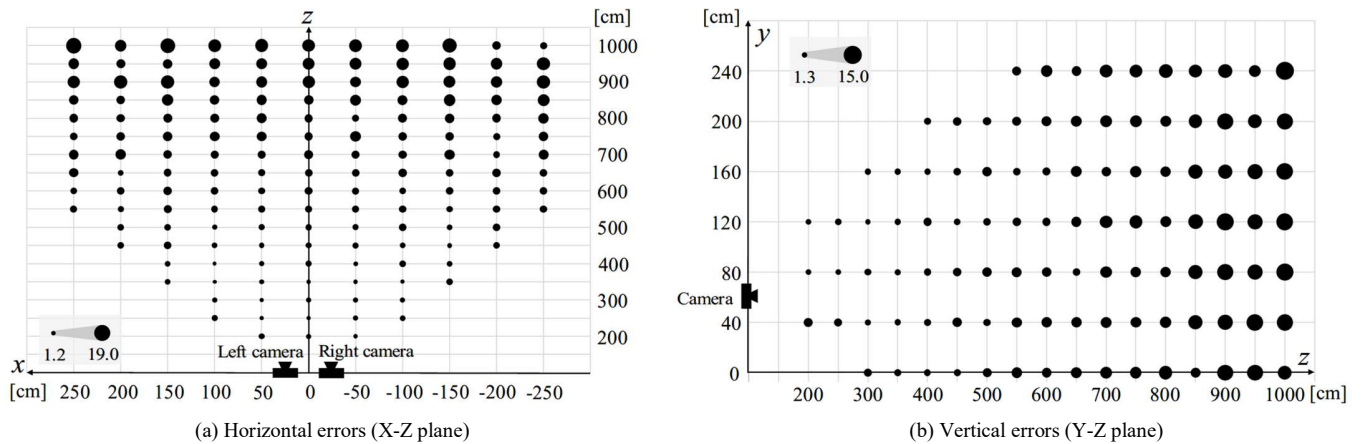 z
[cm]
1000
900
800
700
600
500
400
300
200
1.2 19.0
Left camera
Right camera
x
[cm]
250 200 150 100 50 0 -50 -100 -150 -200 -250
(a) Horizontal errors (X-Z plane)
[cm]
y
1.3 15.0
240
200
160
120
80
Camera
40
0
z
[cm]
200 300 400 500 600 700 800 900 1000
(b) Vertical errors (Y-Z plane)